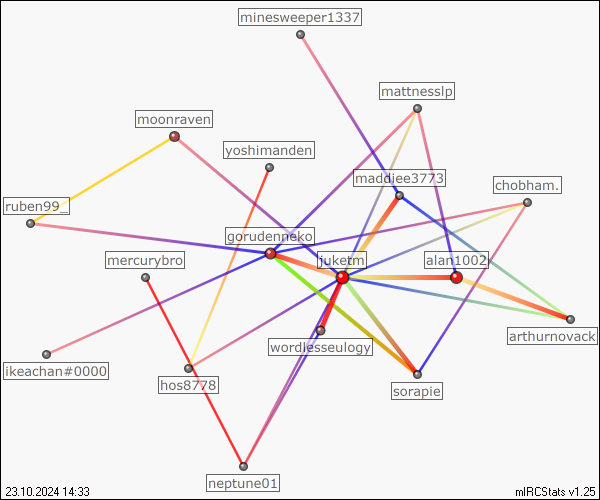 minesweeper1337
mattnesslp
moonraven
yoshimanden
maddiee3773
chobham.
ruben99_
gorudenneko
mercurybro
juketm
alan1002
arthurnovack
wordlesseulogy
ikeachan#0000
hos8778
sorapie
neptune01
23.10.2024 14:33
mIRCStats v1.25